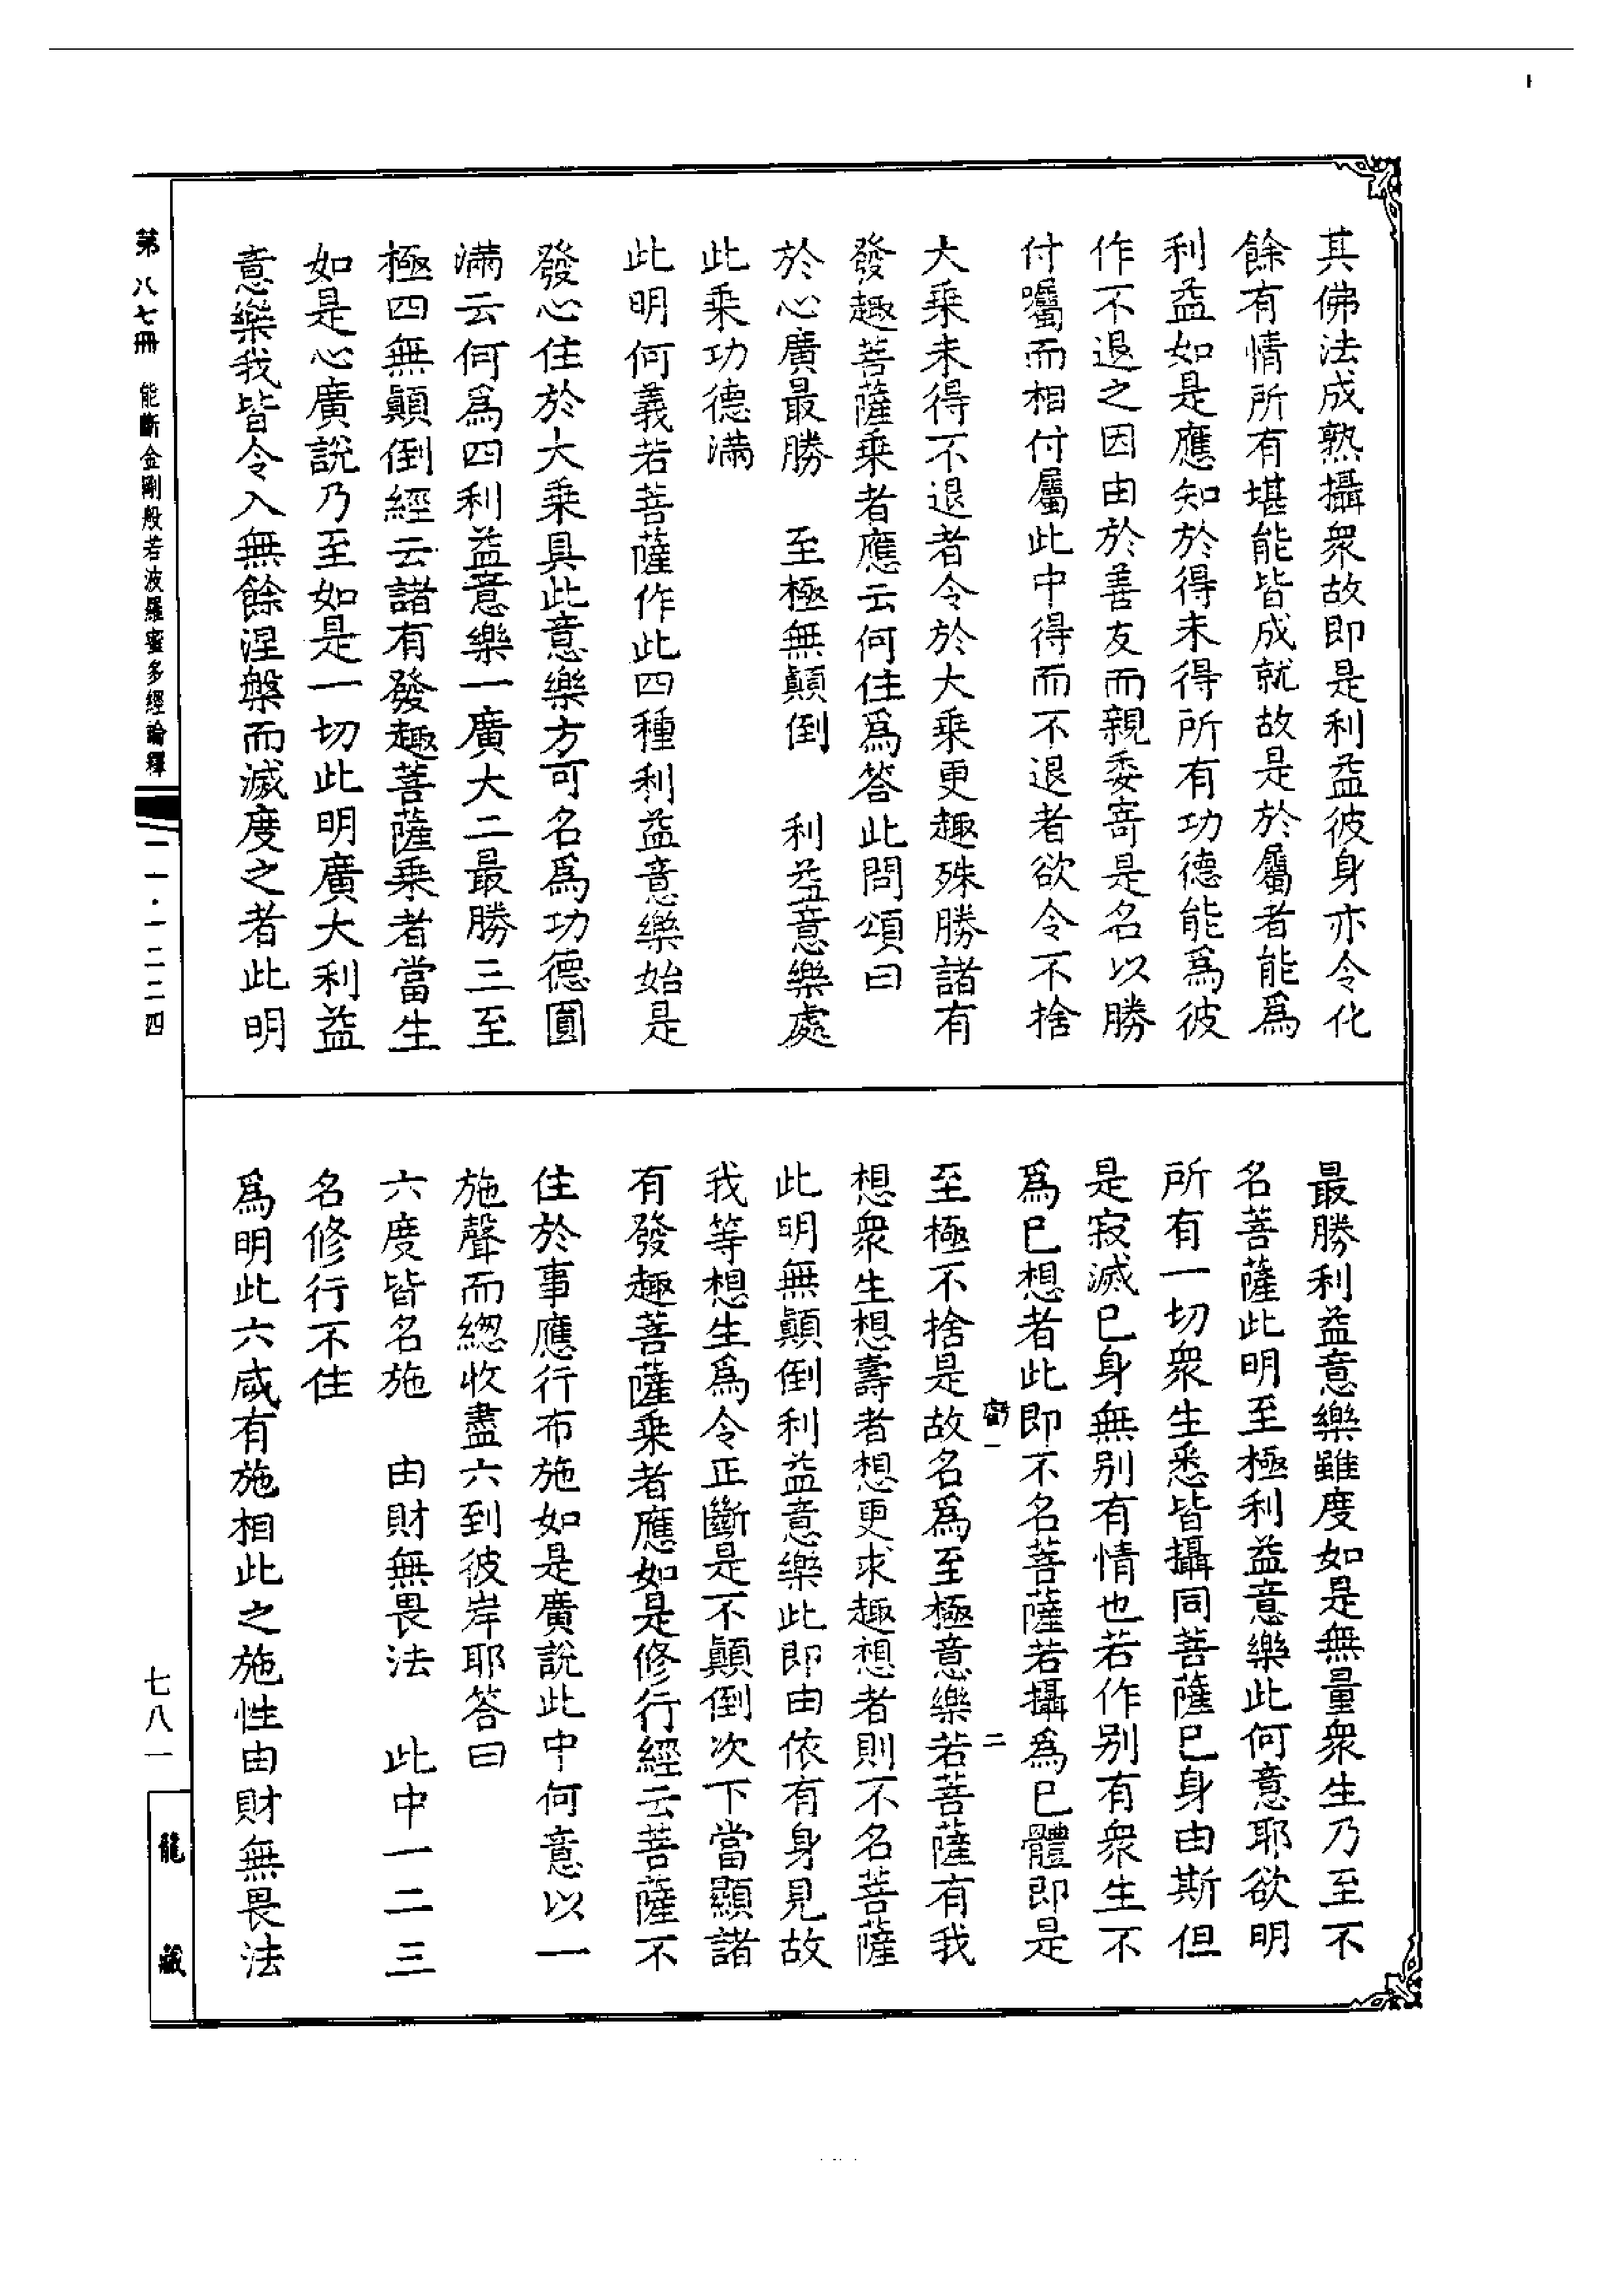 其佛法成熟攝衆故即是利益彼身亦令化
餘有情所有堪能皆成就故是於屬者能爲
利益如是應知於得未得所有功德能爲彼
作不退之因由於善友而親委寄是名以勝
付囑而相付屬此中得而不退者欲令不捨
大乘未得不退者令於大乘更趣殊勝諸有
發趣菩薩乘者應云何住爲答此問頌曰
於心廣最勝　至極無顛倒　利益意樂處
此乘功德滿
此明何義若菩薩作此四種利益意樂始是
發心住於大乘具此意樂方可名爲功德圓
滿云何爲四利益意樂一廣大二最勝三至
極四無顛倒經云諸有發趣菩薩乘者當生
如是心廣說乃至如是一切此明廣大利益
意樂我皆令入無餘涅槃而滅度之者此明
最勝利益意樂雖度如是無量衆生乃至不
名菩薩此明至極利益意樂此何意耶欲明
所有一切衆生悉皆攝同菩薩已身由斯但
是寂滅已身無别有情也若作别有衆生不
爲已想者此即不名菩薩若攝爲已體即是
至極不捨是故名爲至極意樂若菩薩有我
想衆生想壽者想更求趣想者則不名菩薩
此明無顛倒利益意樂此即由依有身見故
我等想生爲令正斷是不顛倒次下當顯諸
有發趣菩薩乘者應如是修行經云菩薩不
住於事應行布施如是廣說此中何意以一
施聲而緫收盡六到彼岸耶答曰
六度皆名施　由財無畏法　此中一二三
名修行不住
爲明此六咸有施相此之施性由財無畏法
一　二
第八七冊　能斷金剛般若波羅蜜多經論釋
一一·一二二四
七八一
龍藏